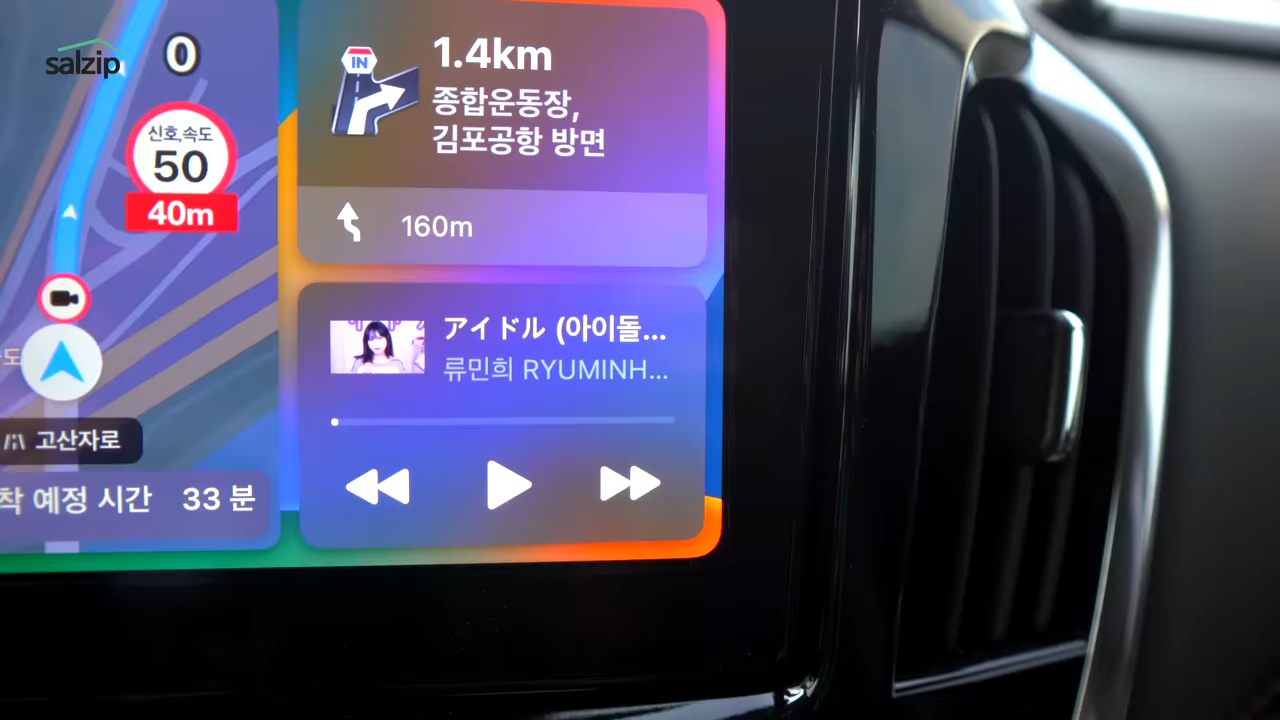 salzip
0
신호,속도
50
40m
고산자로
착 예정 시간 33 분
IN
1.4km
종합운동장,
김포공항 방면
160m
アイドル (아이돌...
류민희 RYUMINH...